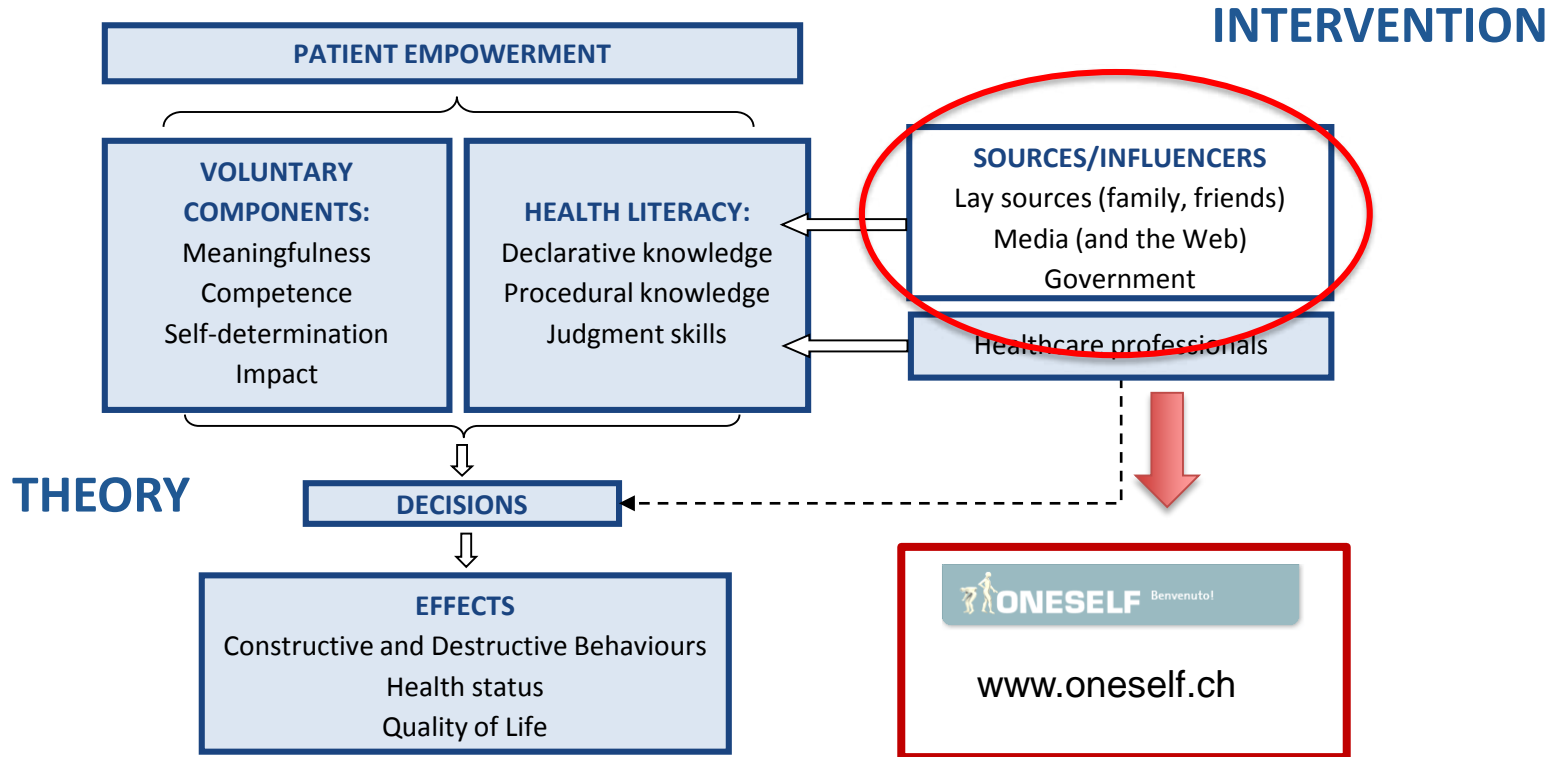 INTERVENTION
PATIENT EMPOWERMENT
VOLUNTARY
COMPONENTS:
Meaningfulness
Competence
Self-determination
Impact
HEALTH LITERACY:
Declarative knowledge
Procedural knowledge
Judgment skills
SOURCES/INFLUENCERS
Lay sources (family, friends)
Media (and the Web)
Government
Healthcare professionals
THEORY
DECISIONS
EFFECTS
Constructive and Destructive Behaviours
Health status
Quality of Life
ONESELF Benvenuto!
www.oneself.ch